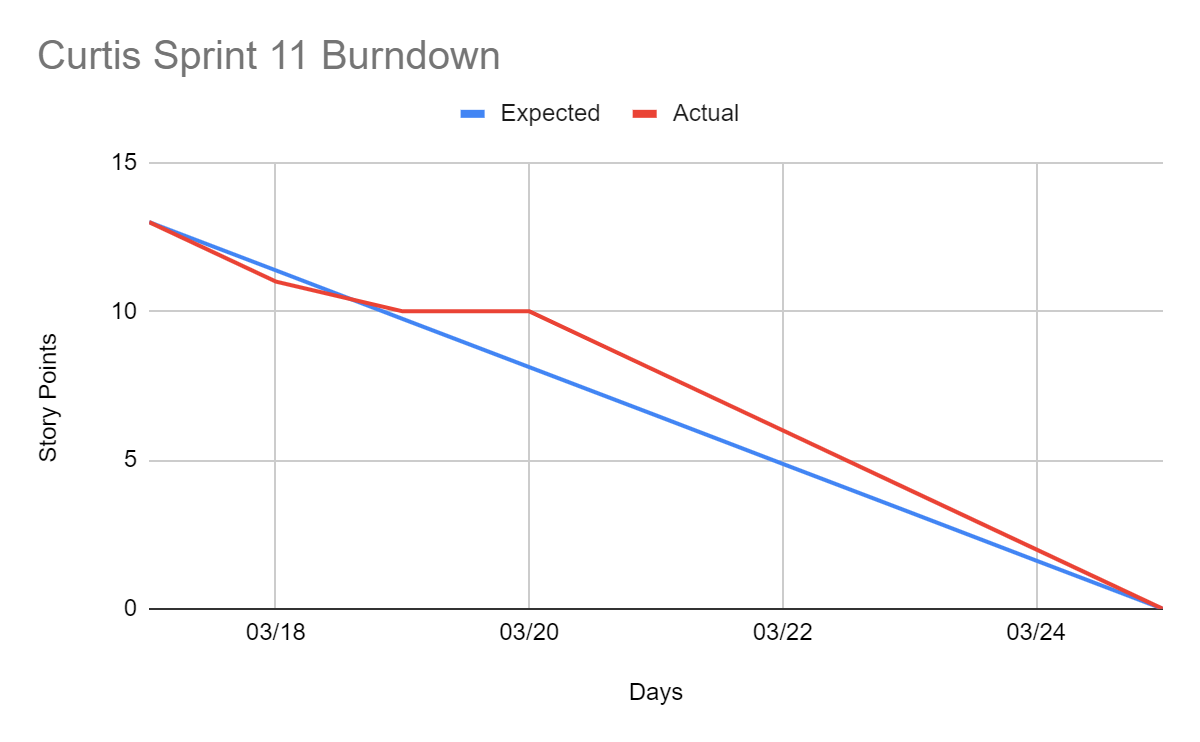 Curtis Sprint 11 Burndown
Expected Actual
15
10
5
0
Story Points
03/18 03/20 03/22 03/24
Days